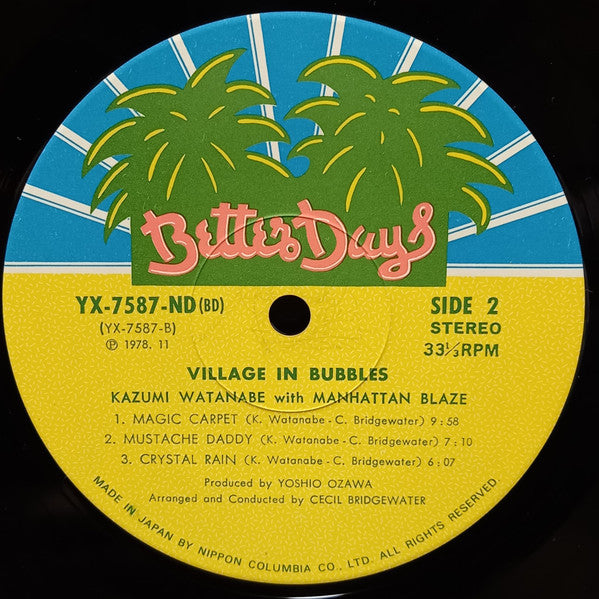 Better Days
YX-7587-ND (BD)
(YX-7587-B)
℗ 1978. 11
SIDE 2
STEREO
33⅓RPM
VILLAGE IN BUBBLES
KAZUMI WATANABE with MANHATTAN BLAZE
1. MAGIC CARPET (K. Watanabe - C. Bridgewater) 9:58
2. MUSTACHE DADDY (K. Watanabe - C. Bridgewater) 7:10
3. CRYSTAL RAIN (K. Watanabe - C. Bridgewater) 6:07
Produced by YOSHIO OZAWA
Arranged and Conducted by CECIL BRIDGEWATER
MADE IN JAPAN BY NIPPON COLUMBIA CO., LTD. ALL RIGHTS RESERVED.